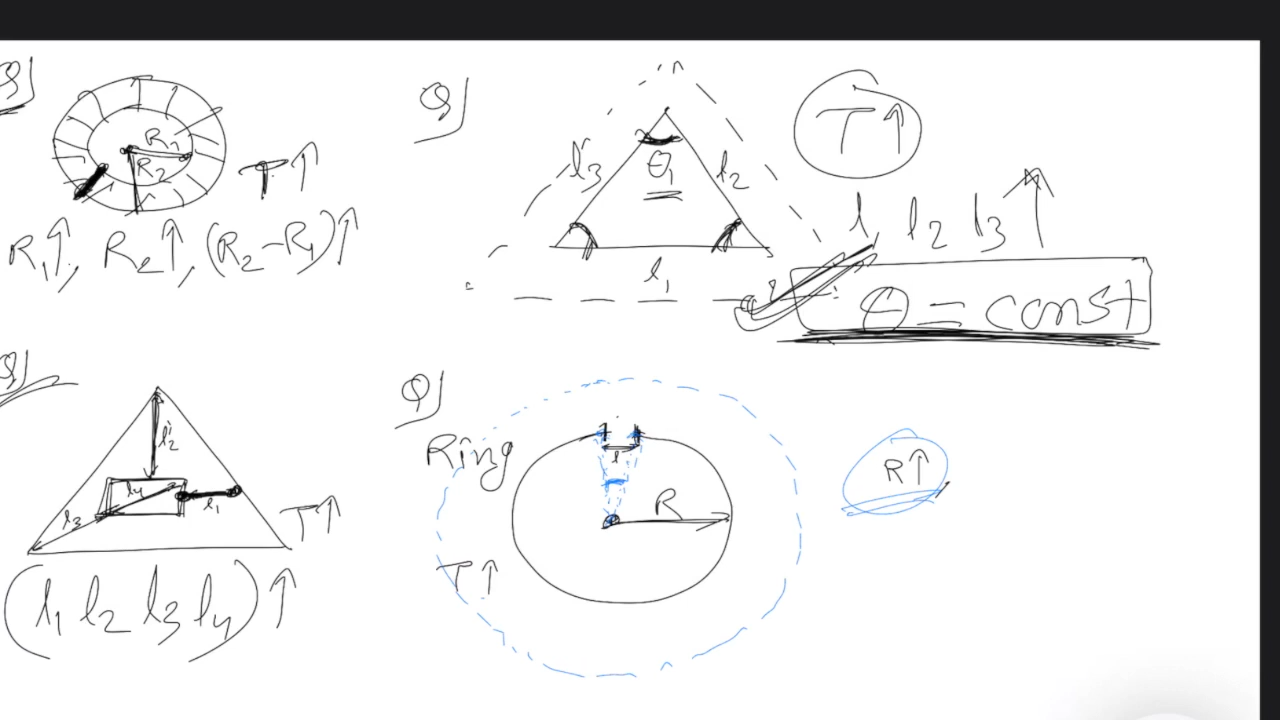 Q]
R₁
R₂
T↑
R₁↑, R₂↑, (R₂-R₁)↑
Q]
θ₁
l₃
l₂
l₁
T↑
l₁ l₂ l₃↑
θ = const
Q]
l₂
l₄
l₁
l₃
T↑
(l₁ l₂ l₃ l₄)↑
Q]
Ring
l
R
T↑
R↑